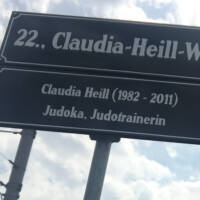 22., Claudia-Heill-W
Claudia Heill (1982 - 2011)
Judoka, Judotrainerin